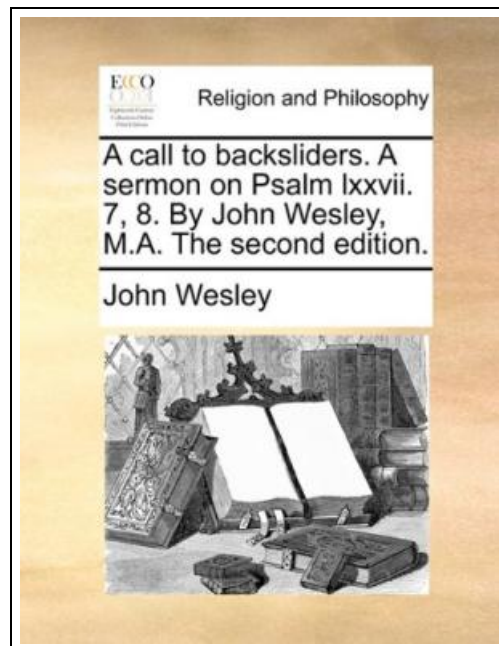 ECCO
Religion and Philosophy
A call to backsliders. A
sermon on Psalm lxxvii.
7, 8. By John Wesley,
M.A. The second edition.
John Wesley